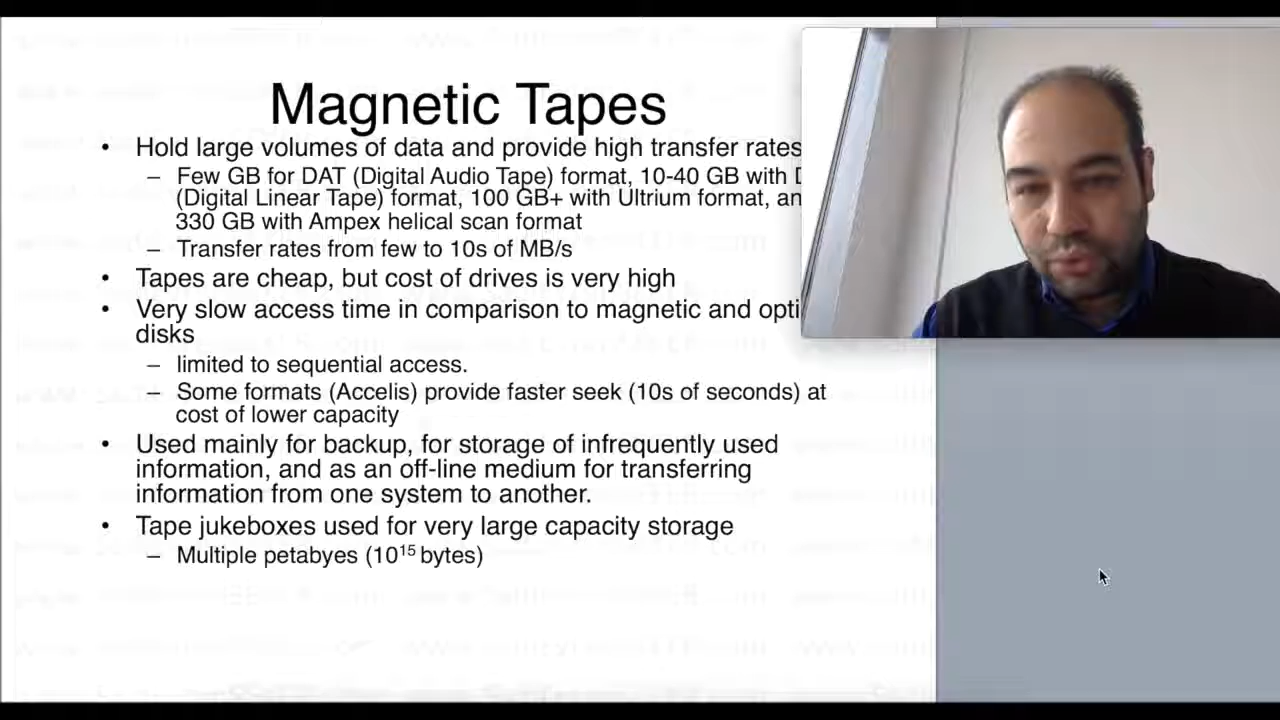 Magnetic Tapes
• Hold large volumes of data and provide high transfer rates
– Few GB for DAT (Digital Audio Tape) format, 10-40 GB with
(Digital Linear Tape) format, 100 GB+ with Ultrium format, an
330 GB with Ampex helical scan format
– Transfer rates from few to 10s of MB/s
• Tapes are cheap, but cost of drives is very high
• Very slow access time in comparison to magnetic and opti
disks
– limited to sequential access.
– Some formats (Accelis) provide faster seek (10s of seconds) at
cost of lower capacity
• Used mainly for backup, for storage of infrequently used
information, and as an off-line medium for transferring
information from one system to another.
• Tape jukeboxes used for very large capacity storage
– Multiple petabyes (10¹⁵ bytes)